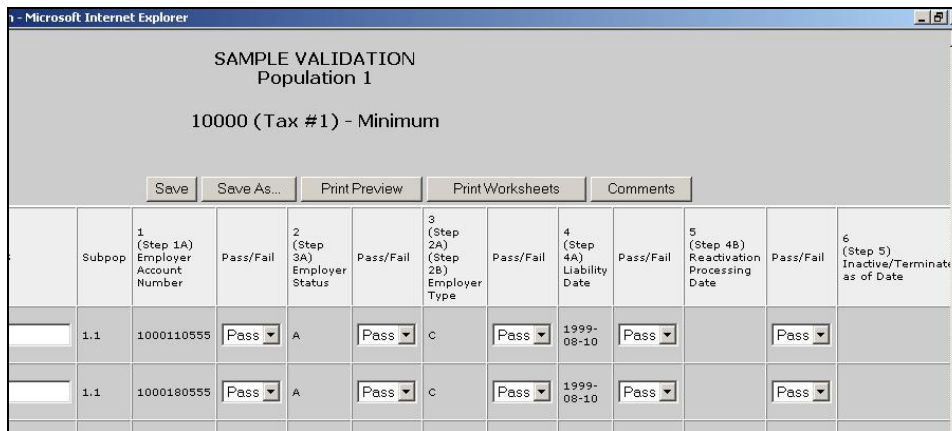 - Microsoft Internet Explorer
SAMPLE VALIDATION
Population 1
10000 (Tax #1) - Minimum
Save
Save As...
Print Preview
Print Worksheets
Comments
Subpop
1
(Step 1A)
Employer
Account
Number
Pass/Fail
2
(Step
3A)
Employer
Status
Pass/Fail
3
(Step
2A)
(Step
2B)
Employer
Type
Pass/Fail
4
(Step
4A)
Liability
Date
Pass/Fail
5
(Step 4B)
Reactivation
Processing
Date
Pass/Fail
6
(Step 5)
Inactive/Terminate
as of Date
1.1
1000110555
Pass
A
Pass
C
Pass
1999-
08-10
Pass
Pass
1.1
1000180555
Pass
A
Pass
C
Pass
1999-
08-10
Pass
Pass